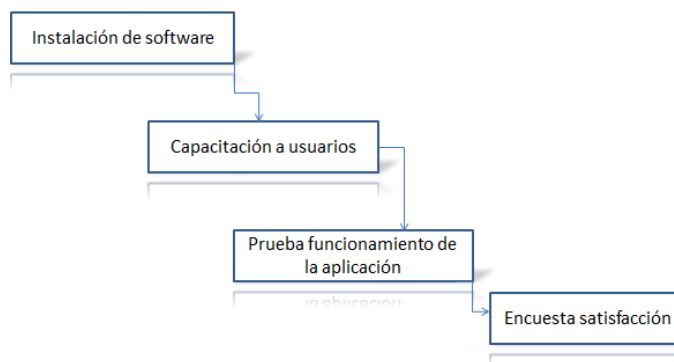 Instalación de software
Capacitación a usuarios
Prueba funcionamiento de
la aplicación
Encuesta satisfacción